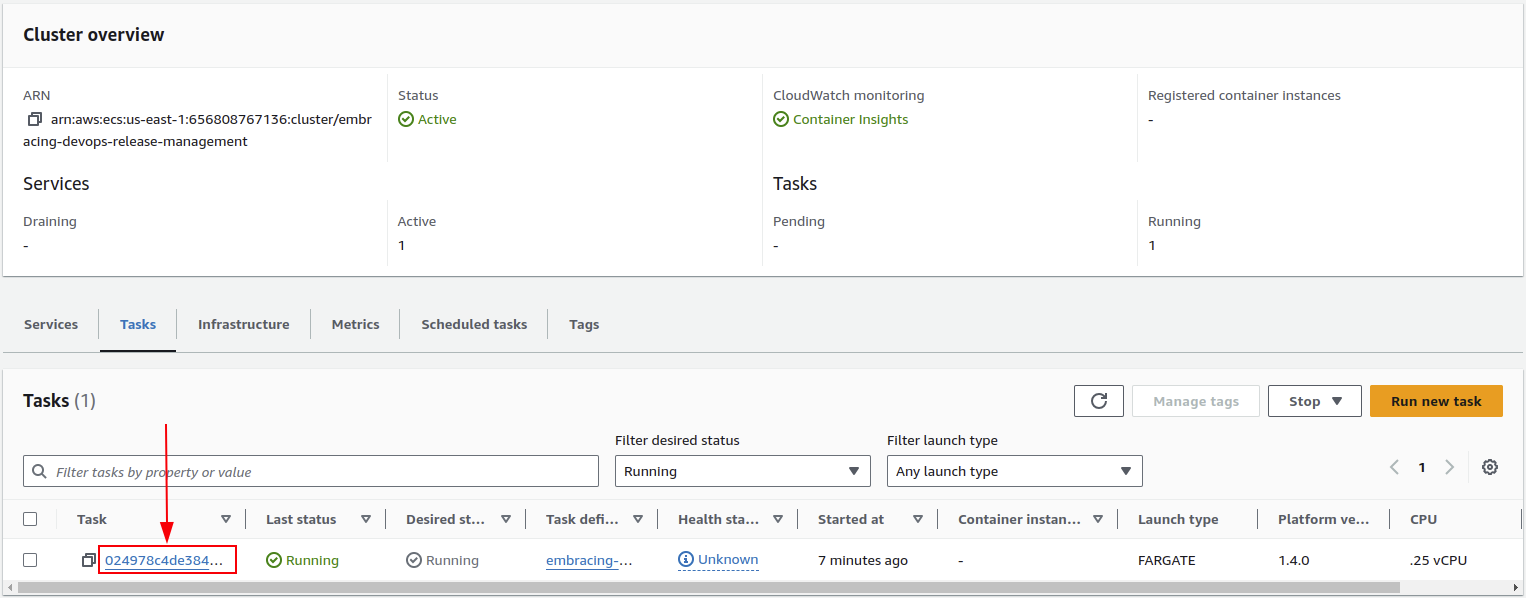 Cluster overview
ARN
arn:aws:ecs:us-east-1:656808767136:cluster/embr
acing-devops-release-management
Status
Active
CloudWatch monitoring
Container Insights
Registered container instances
-
Services
Tasks
Draining
-
Active
1
Pending
-
Running
1
Services
Tasks
Infrastructure
Metrics
Scheduled tasks
Tags
Tasks (1)
Manage tags
Stop
Run new task
Filter desired status
Filter launch type
Filter tasks by property or value
Running
Any launch type
1
Task
Last status
Desired st...
Task defi...
Health sta...
Started at
Container instan...
Launch type
Platform ve...
CPU
024978c4de384...
Running
Running
embracing-...
Unknown
7 minutes ago
-
FARGATE
1.4.0
.25 vCPU